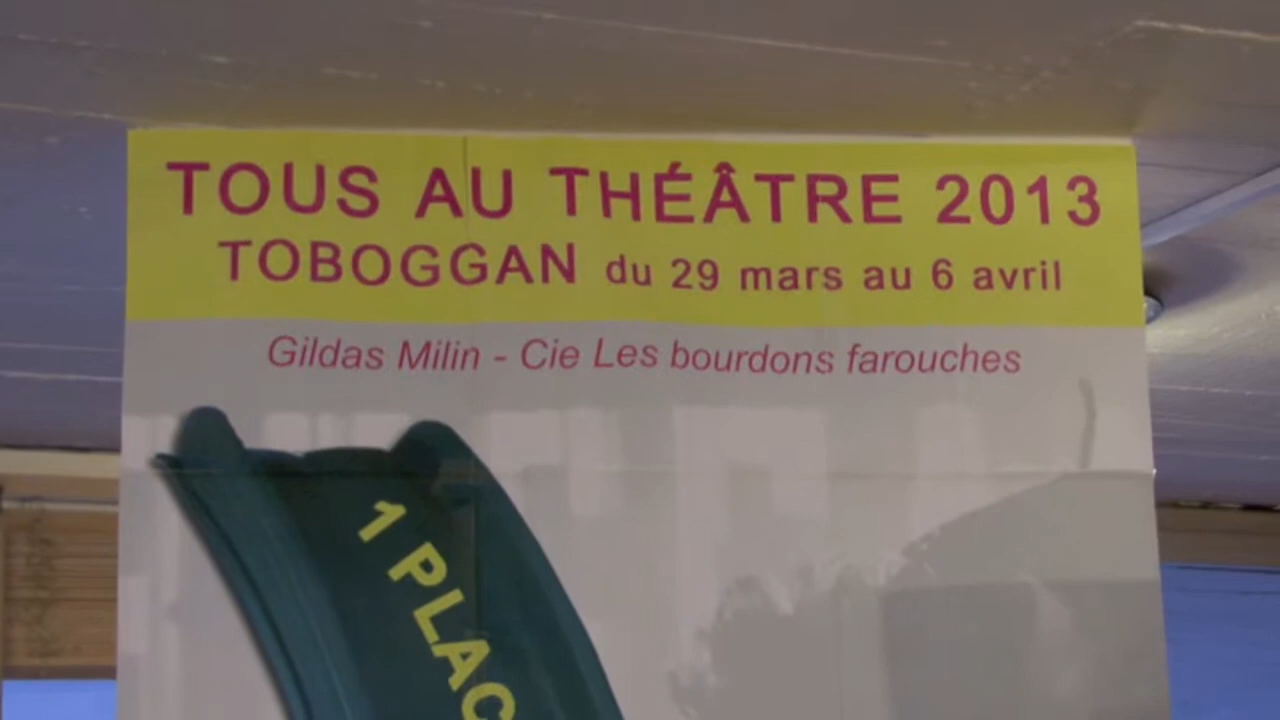 TOUS AU THÉÂTRE 2013
TOBOGGAN du 29 mars au 6 avril
Gildas Milin - Cie Les bourdons farouches
1 PLAC